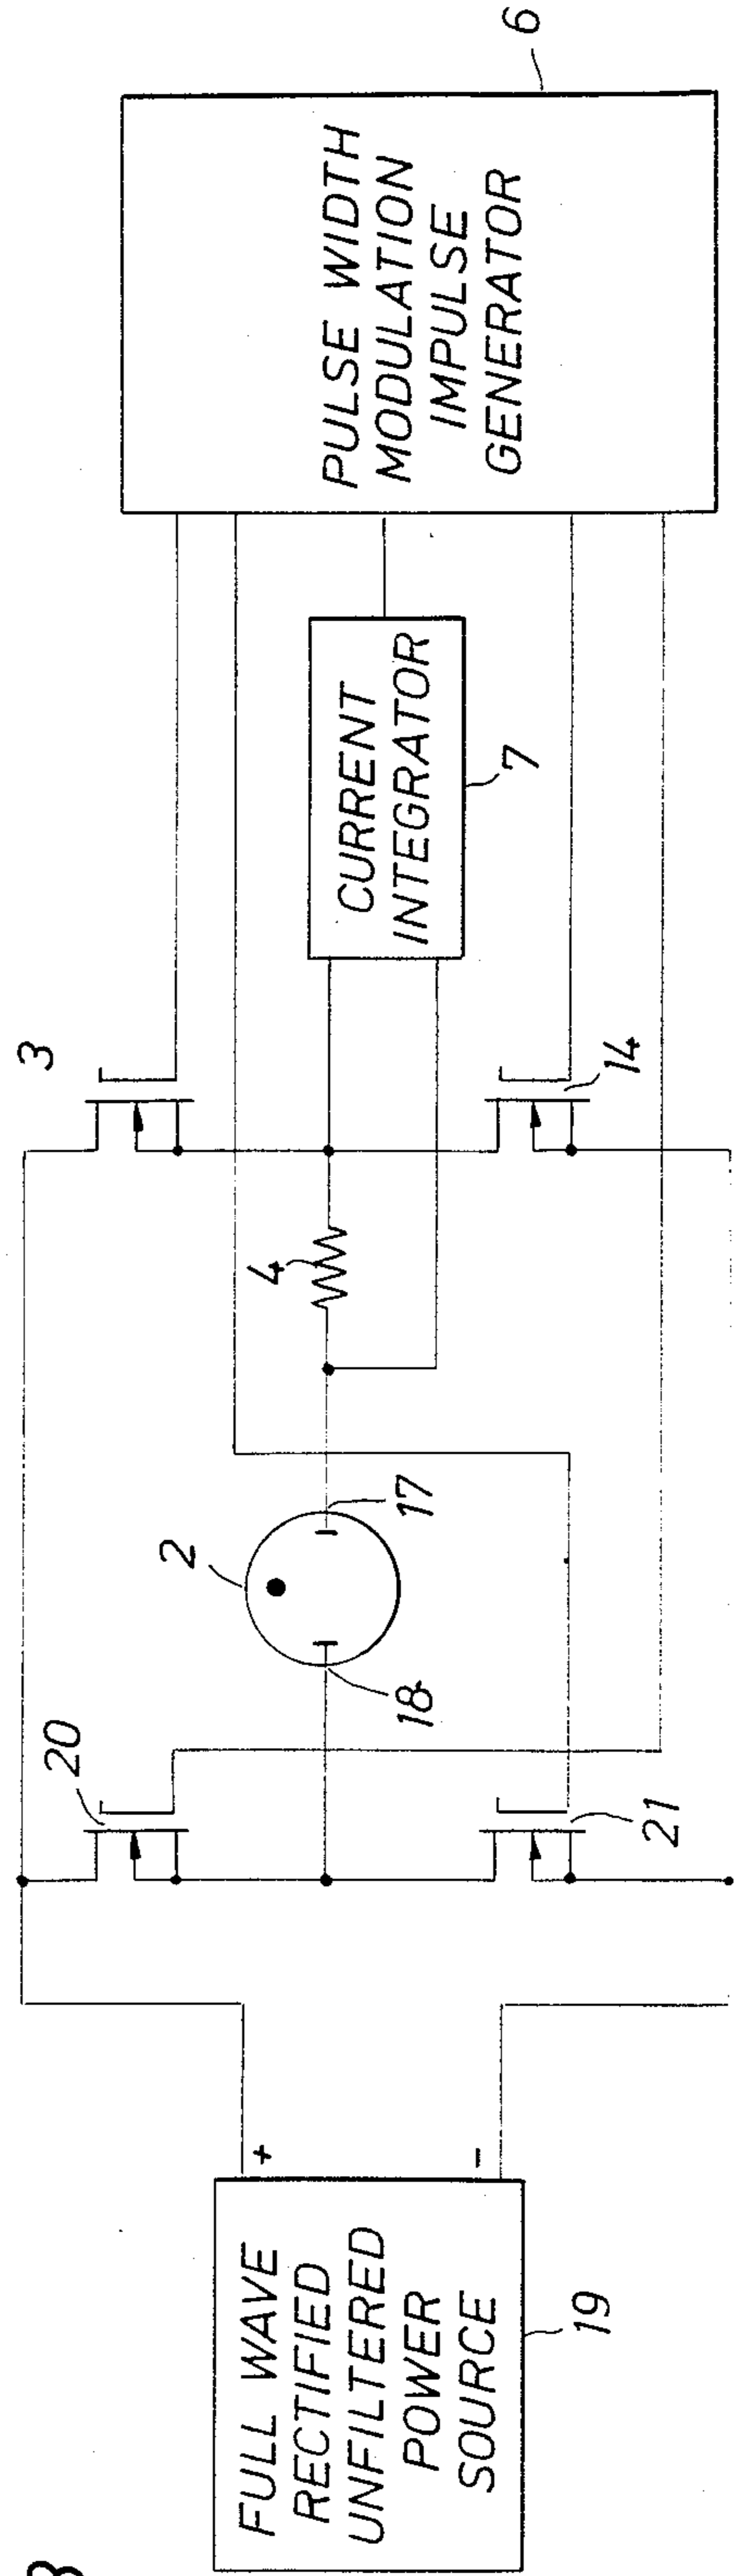 3
20
2
4
3
6
FULL WAVE
RECTIFIED
UNFILTERED
POWER
SOURCE
19
+
-
18
17
21
14
CURRENT
INTEGRATOR
7
PULSE WIDTH
MODULATION
IMPULSE
GENERATOR